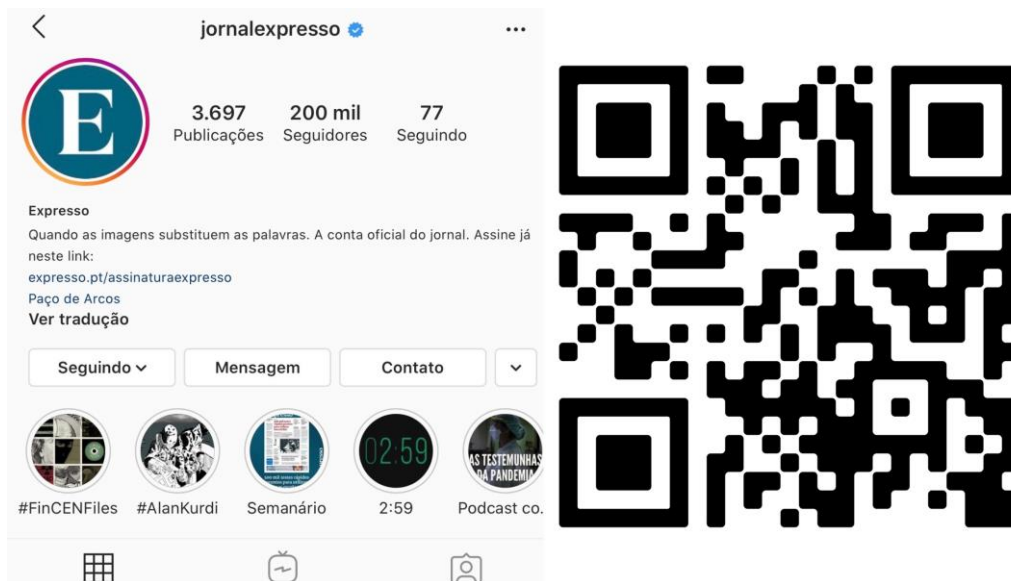 jornalexpresso
E
3.697 200 mil 77
Publicações Seguidores Seguindo
Expresso
Quando as imagens substituem as palavras. A conta oficial do jornal. Assine já
neste link:
expresso.pt/assinaturaexpresso
Paço de Arcos
Ver tradução
Seguindo Mensagem Contato
02:59
AS TESTEMUNHAS
DA PANDEMIA
#FinCENFiles #AlanKurdi Semanário 2:59 Podcast co.